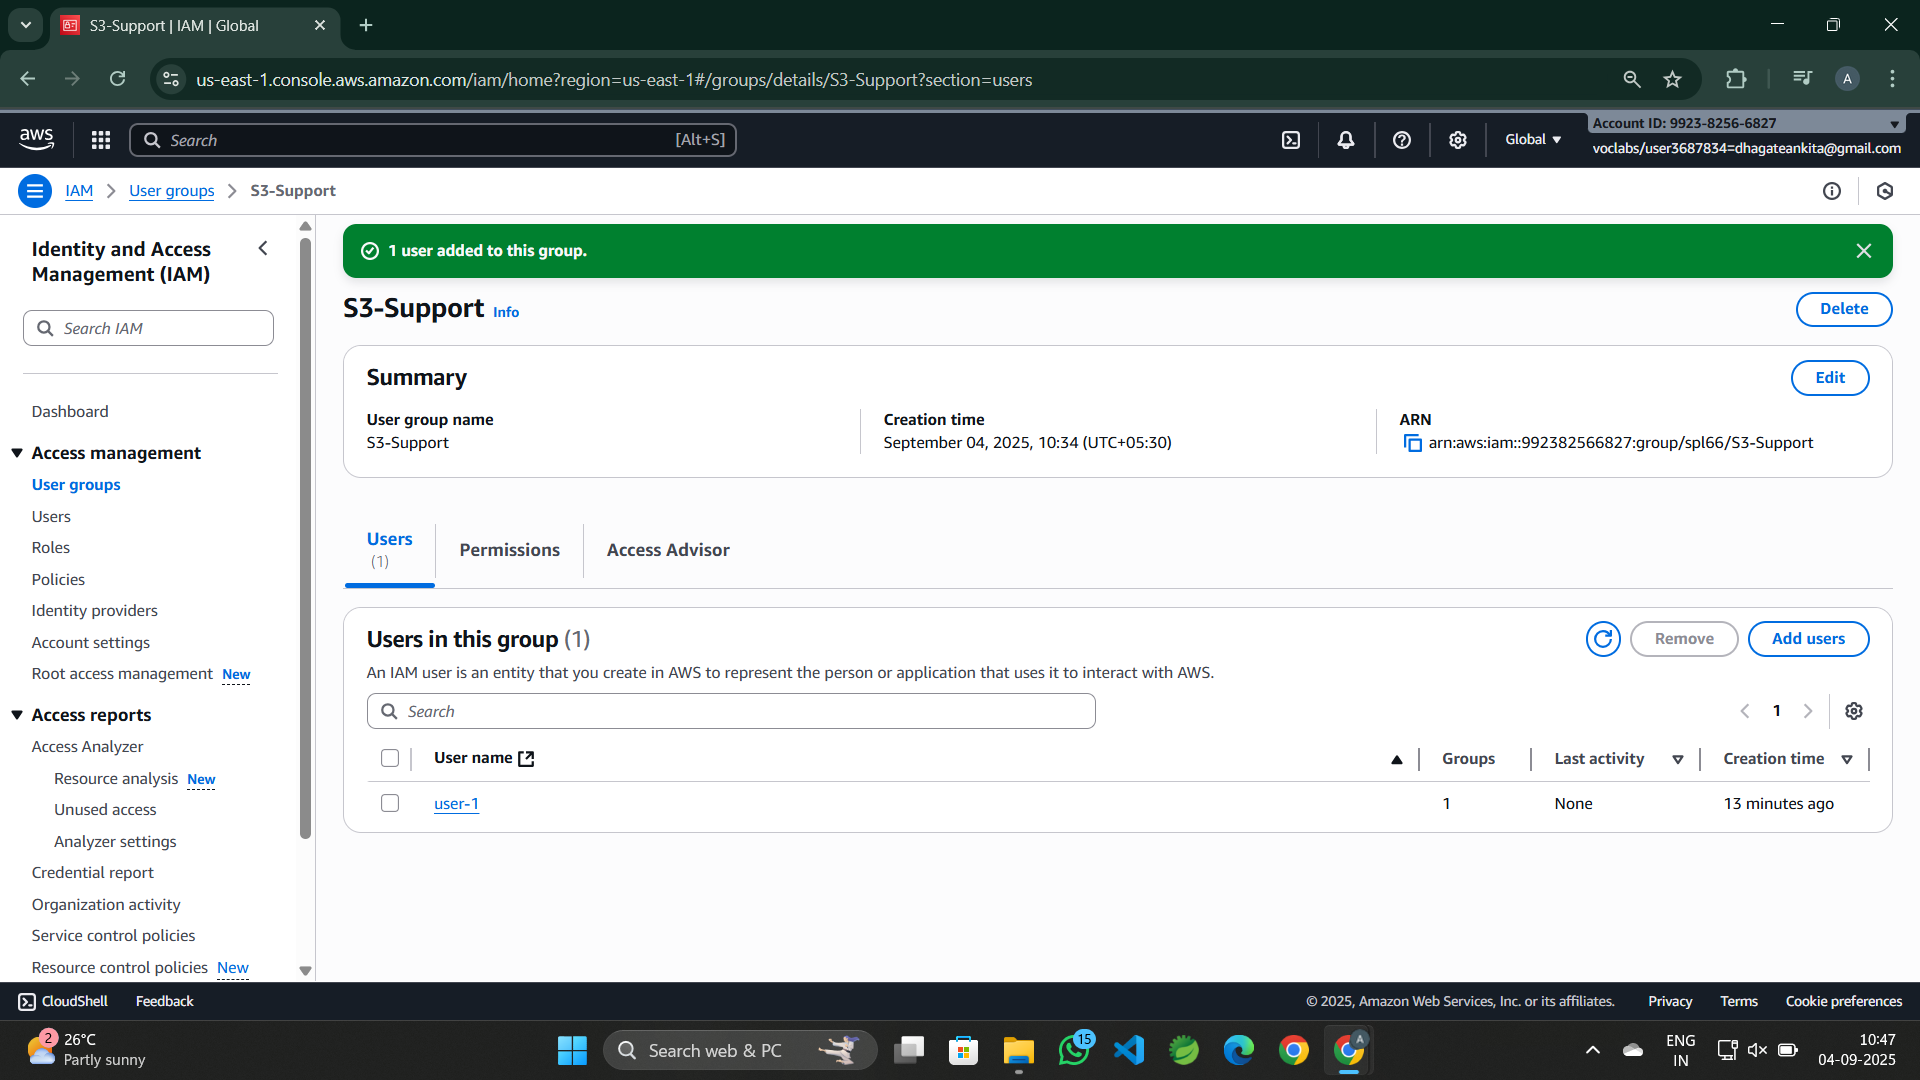 S3-Support | IAM | Global
us-east-1.console.aws.amazon.com/iam/home?region=us-east-1#/groups/details/S3-Support?section=users
A
aws
Search
[Alt+S]
Global
Account ID: 9923-8256-6827
voclabs/user3687834=dhagateankita@gmail.com
IAM
User groups
S3-Support
Identity and Access
Management (IAM)
Search IAM
Dashboard
Access management
User groups
Users
Roles
Policies
Identity providers
Account settings
Root access management New
Access reports
Access Analyzer
Resource analysis New
Unused access
Analyzer settings
Credential report
Organization activity
Service control policies
Resource control policies New
1 user added to this group.
S3-Support Info
Delete
Summary
Edit
User group name
S3-Support
Creation time
September 04, 2025, 10:34 (UTC+05:30)
ARN
arn:aws:iam::992382566827:group/spl66/S3-Support
Users
(1)
Permissions
Access Advisor
Users in this group (1)
Remove
Add users
An IAM user is an entity that you create in AWS to represent the person or application that uses it to interact with AWS.
Search
1
User name
Groups
Last activity
Creation time
user-1
1
None
13 minutes ago
CloudShell
Feedback
© 2025, Amazon Web Services, Inc. or its affiliates.
Privacy
Terms
Cookie preferences
2
26°C
Partly sunny
Search web & PC
15
A
ENG
IN
10:47
04-09-2025